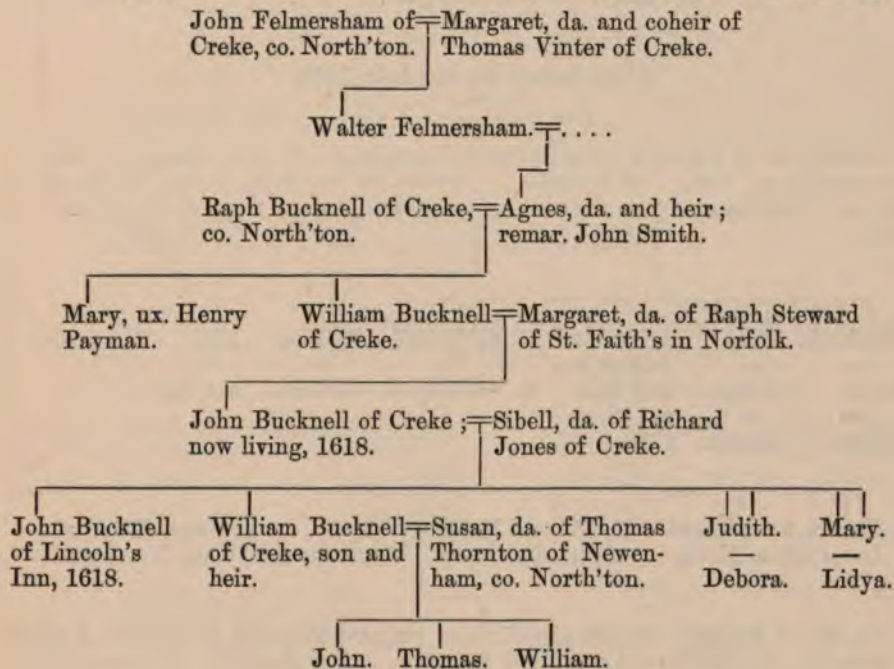 John Felmersham of Creke, co. North'ton.
Margaret, da. and coheir of Thomas Vinter of Creke.
Walter Felmersham. . . . .
Raph Bucknell of Creke, co. North'ton.
Agnes, da. and heir; remar. John Smith.
Mary, ux. Henry Payman.
William Bucknell of Creke.
Margaret, da. of Raph Steward of St. Faith's in Norfolk.
John Bucknell of Creke; now living, 1618.
Sibell, da. of Richard Jones of Creke.
John Bucknell of Lincoln's Inn, 1618.
William Bucknell of Creke, son and heir.
Susan, da. of Thomas Thornton of Newen-ham, co. North'ton.
Judith.
—
Debora.
Mary.
—
Lidya.
John. Thomas. William.